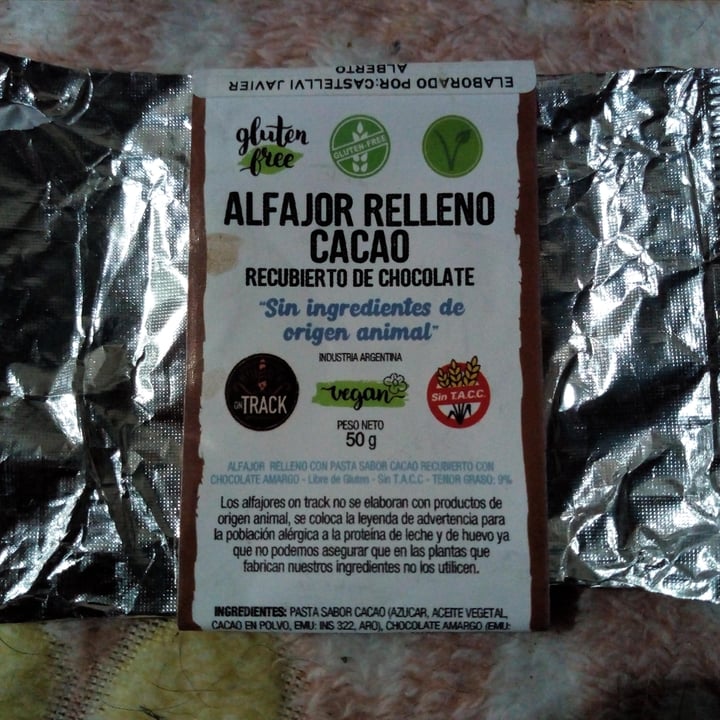 ELABORADO POR:CASTELLVI JAVIER
ALBERTO
gluten
free
GLUTEN-FREE
ALFAJOR RELLENO
CACAO
RECUBIERTO DE CHOCOLATE
"Sin ingredientes de
origen animal"
INDUSTRIA ARGENTINA
ON TRACK
vegan
Sin T.A.C.C.
PESO NETO
50 g
ALFAJOR RELLENO CON PASTA SABOR CACAO RECUBIERTO CON
CHOCOLATE AMARGO - Libre de Gluten - Sin T.A.C.C - TENOR GRASO: 9%
Los alfajores on track no se elaboran con productos de
origen animal, se coloca la leyenda de advertencia para
la población alérgica a la proteína de leche y de huevo ya
que no podemos asegurar que en las plantas que
fabrican nuestros ingredientes no los utilicen.
INGREDIENTES: PASTA SABOR CACAO (AZUCAR, ACEITE VEGETAL,
CACAO EN POLVO, EMU: INS 322, ARO), CHOCOLATE AMARGO (EMU: